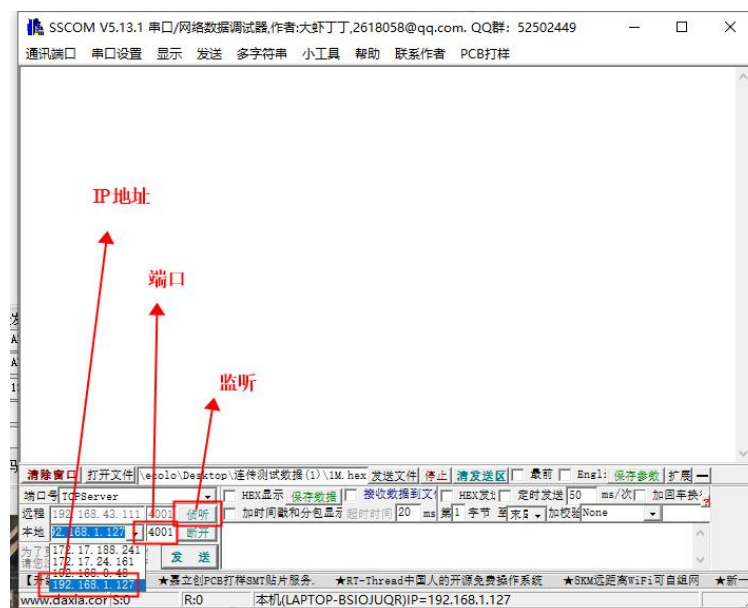 SSCOM V5.13.1 串口/网络数据调试器,作者:大虾丁丁,2618058@qq.com. QQ群: 52502449
通讯端口 串口设置 显示 发送 多字符串 小工具 帮助 联系作者 PCB打样
IP地址
端口
监听
清除窗口 打开文件 \ecolo\Desktop\连传测试数据(1)\1M.hex 发送文件 停止 清发送区 最前 Engli 保存参数 扩展 —
端口号 TCPServer HEX显示 保存数据 接收数据到文 HEX发 定时发送 50 ms/次 加回车换
远程 192.168.43.111 4001 侦听 加时间戳和分包显示 超时时间 20 ms 第1 字节 至 末尾 加校验 None
本地 92.168.1.127 4001 断开
172.17.188.241
172.17.24.161
192.168.1.127
发 送
★嘉立创PCB打样SMT贴片服务. ★RT-Thread中国人的开源免费操作系统 ★8KM远距离WiFi可自组网 ★新一
www.daxia.cor S:0 R:0 本机(LAPTOP-BSIOJUQR)IP=192.168.1.127